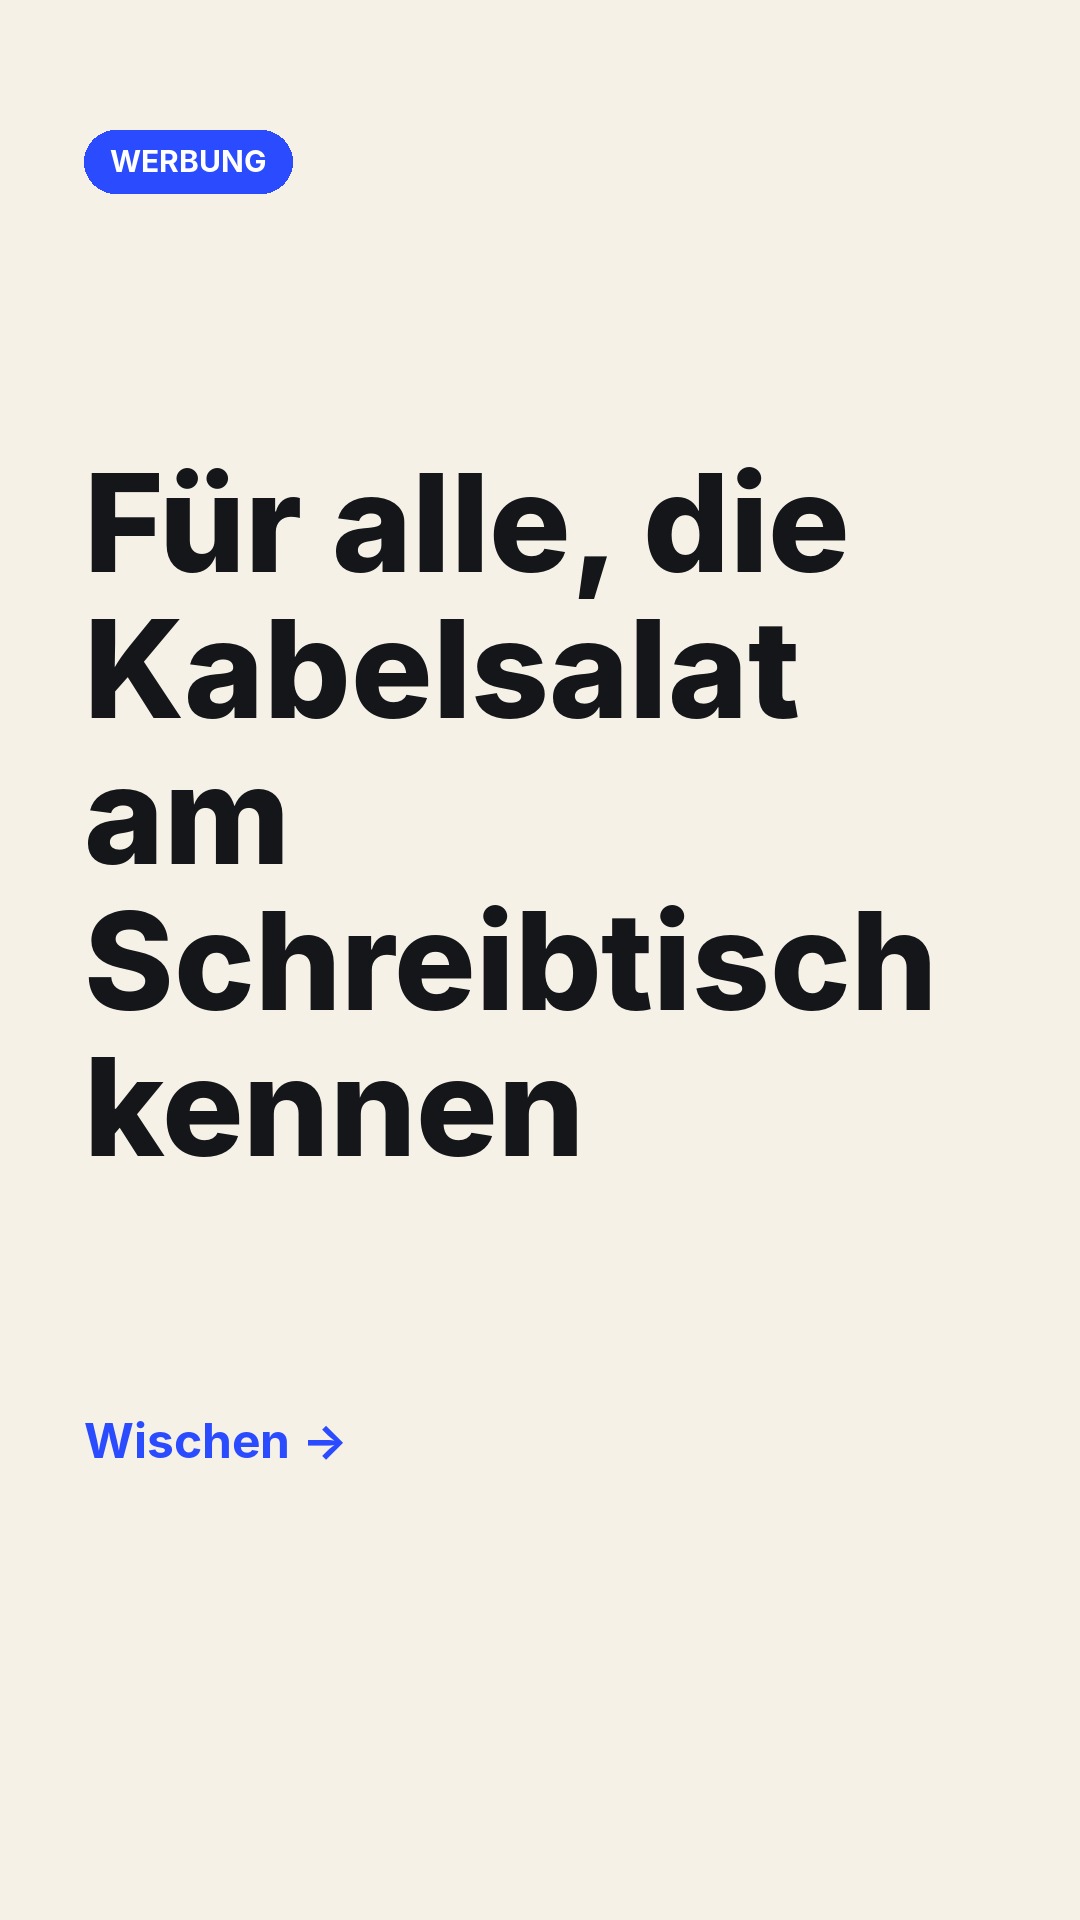 WERBUNG
Für alle, die
Kabelsalat
am
Schreibtisch
kennen
Wischen →